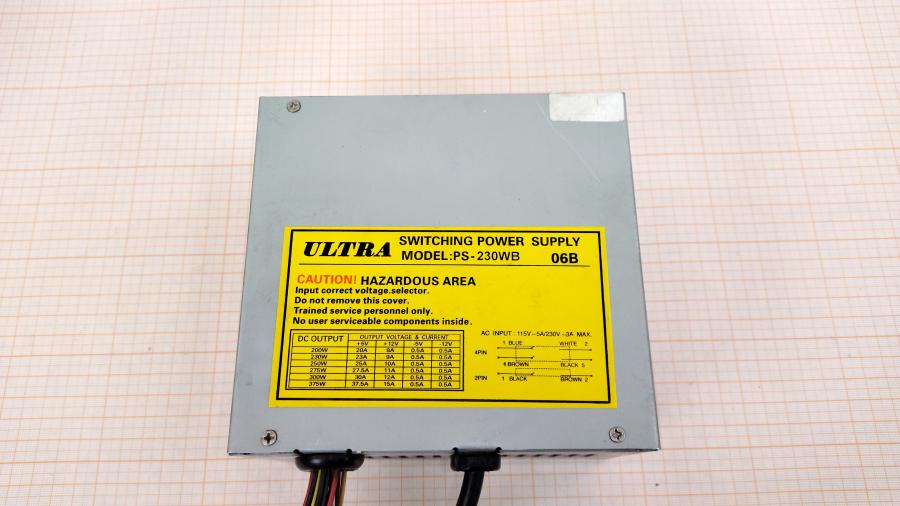 ULTRA SWITCHING POWER SUPPLY
MODEL:PS-230WB 06B
CAUTION! HAZARDOUS AREA
Input correct voltage.selector.
Do not remove this cover.
Trained service personnel only.
No user serviceable components inside.
DC OUTPUT OUTPUT VOLTAGE & CURRENT
+5V +12V -5V -12V
200W 20A 8A 0.5A 0.5A
230W 23A 9A 0.5A 0.5A
250W 25A 10A 0.5A 0.5A
275W 27.5A 11A 0.5A 0.5A
300W 30A 12A 0.5A 0.5A
375W 37.5A 15A 0.5A 0.5A
AC INPUT: 115V-5A/230V-3A MAX.
1 BLUE WHITE 2
4PIN
4 BROWN BLACK 5
2PIN
1 BLACK BROWN 2